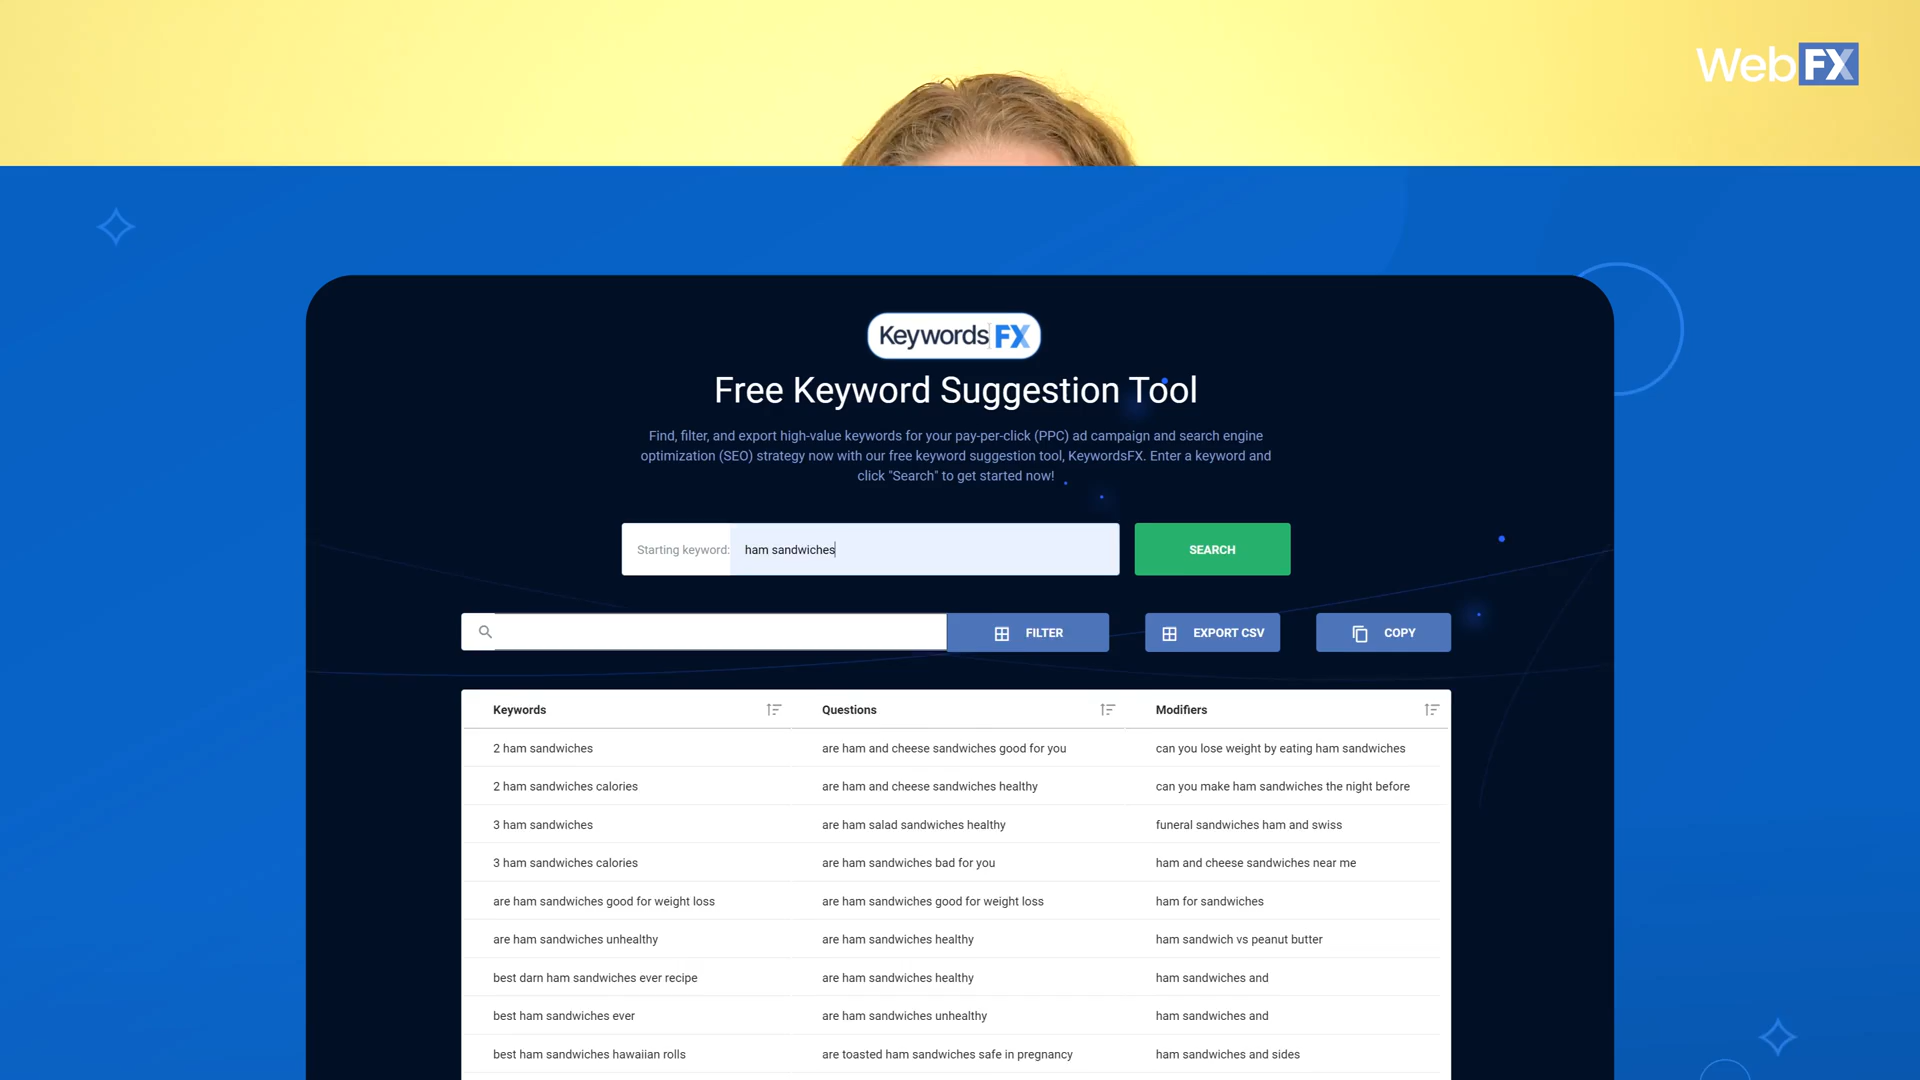 WebFX
KeywordsFX
Free Keyword Suggestion Tool
Find, filter, and export high-value keywords for your pay-per-click (PPC) ad campaign and search engine
optimization (SEO) strategy now with our free keyword suggestion tool, KeywordsFX. Enter a keyword and
click "Search" to get started now!
Starting keyword: ham sandwiches SEARCH
FILTER EXPORT CSV COPY
Keywords Questions Modifiers
2 ham sandwiches are ham and cheese sandwiches good for you can you lose weight by eating ham sandwiches
2 ham sandwiches calories are ham and cheese sandwiches healthy can you make ham sandwiches the night before
3 ham sandwiches are ham salad sandwiches healthy funeral sandwiches ham and swiss
3 ham sandwiches calories are ham sandwiches bad for you ham and cheese sandwiches near me
are ham sandwiches good for weight loss are ham sandwiches good for weight loss ham for sandwiches
are ham sandwiches unhealthy are ham sandwiches healthy ham sandwich vs peanut butter
best darn ham sandwiches ever recipe are ham sandwiches healthy ham sandwiches and
best ham sandwiches ever are ham sandwiches unhealthy ham sandwiches and
best ham sandwiches hawaiian rolls are toasted ham sandwiches safe in pregnancy ham sandwiches and sides